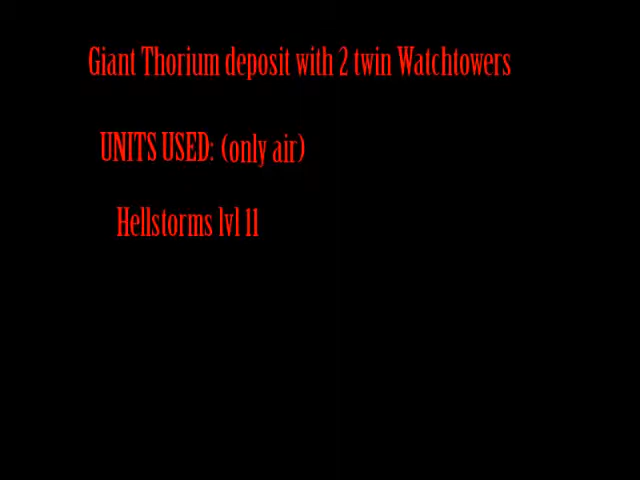 Giant Thorium deposit with 2 twin Watchtowers
UNITS USED: (only air)
Hellstorms lvl 11